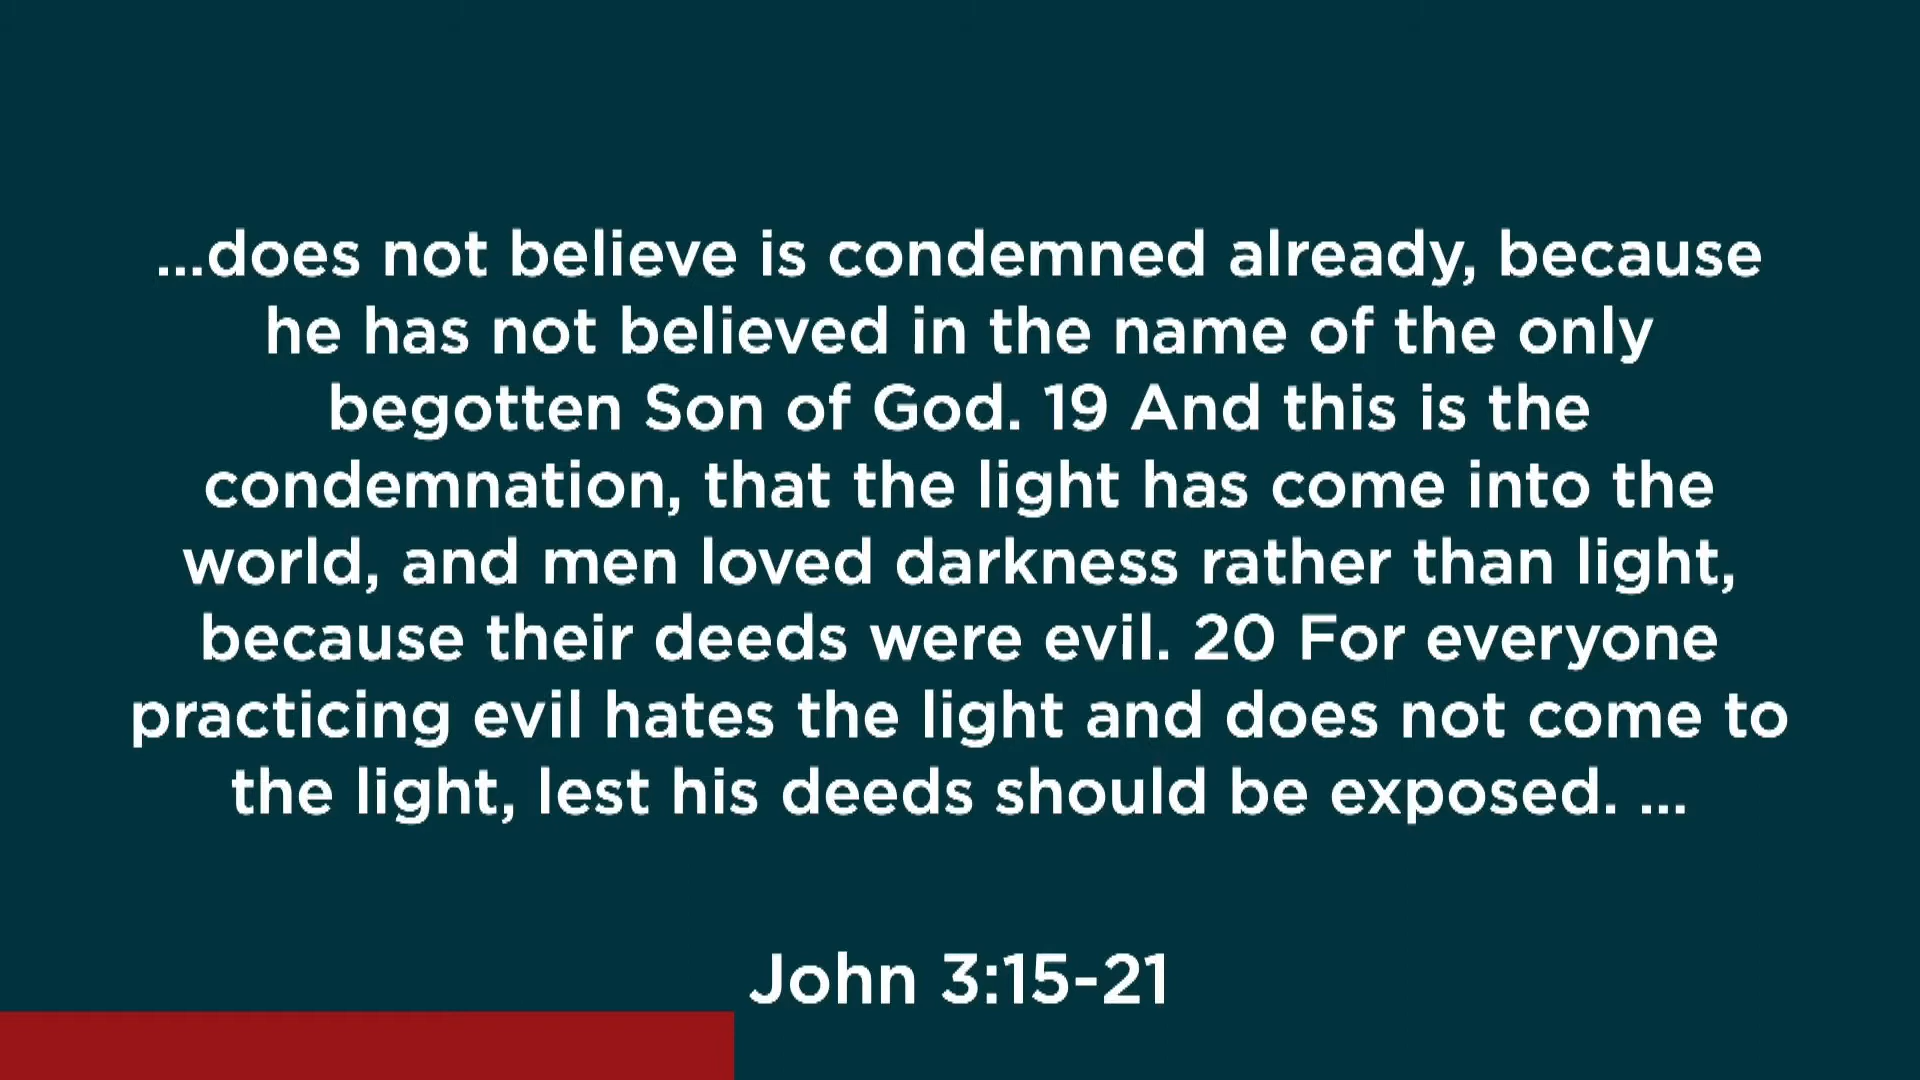 ...does not believe is condemned already, because
he has not believed in the name of the only
begotten Son of God. 19 And this is the
condemnation, that the light has come into the
world, and men loved darkness rather than light,
because their deeds were evil. 20 For everyone
practicing evil hates the light and does not come to
the light, lest his deeds should be exposed. ...
John 3:15-21